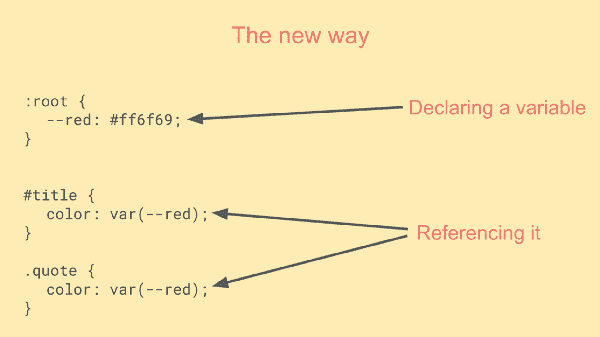 The new way
:root {
--red: #ff6f69;
}
Declaring a variable
#title {
color: var(--red);
}
Referencing it
.quote {
color: var(--red);
}